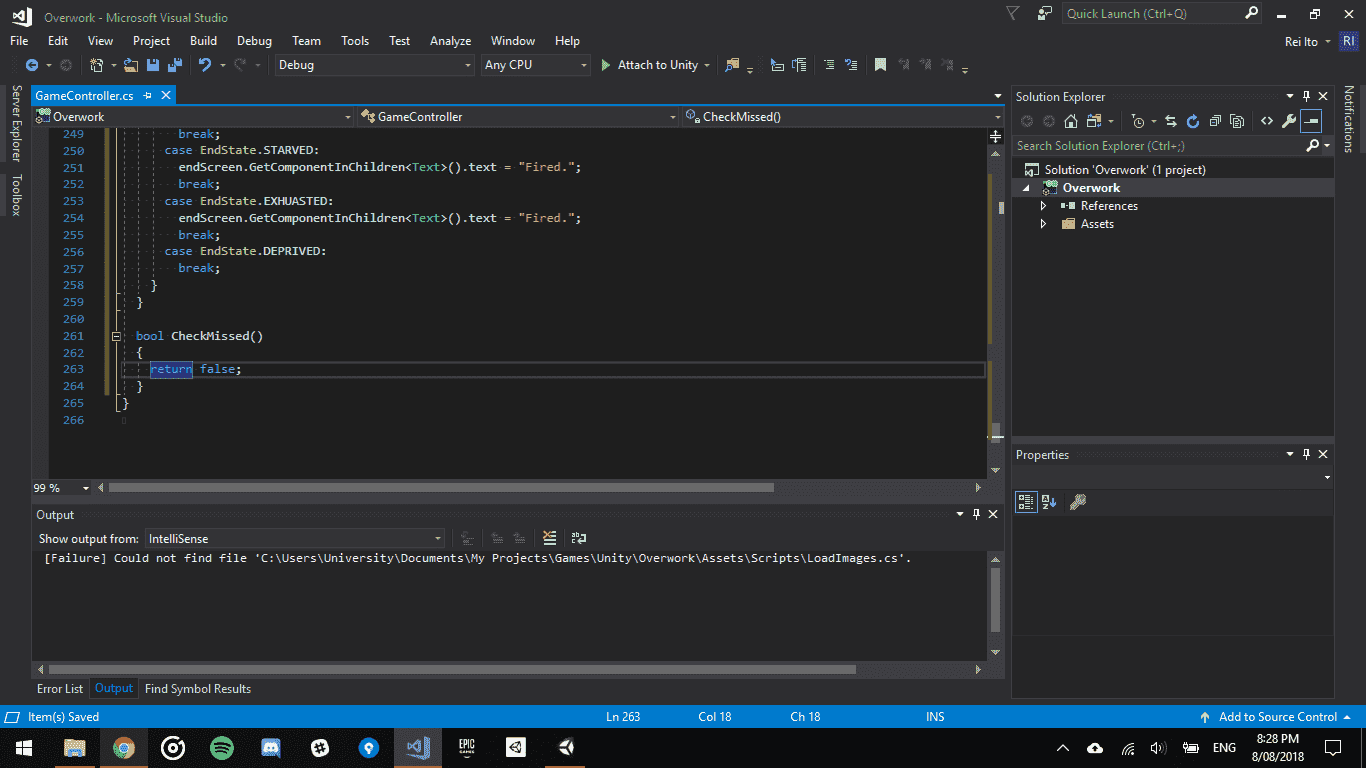 Overwork - Microsoft Visual Studio
Quick Launch (Ctrl+Q)
File Edit View Project Build Debug Team Tools Test Analyze Window Help
Rei Ito RI
Debug Any CPU Attach to Unity
Server Explorer
Toolbox
GameController.cs
Overwork GameController CheckMissed()
249 break;
250 case EndState.STARVED:
251 endScreen.GetComponentInChildren<Text>().text = "Fired.";
252 break;
253 case EndState.EXHUASTED:
254 endScreen.GetComponentInChildren<Text>().text = "Fired.";
255 break;
256 case EndState.DEPRIVED:
257 break;
258 }
259 }
260
261 bool CheckMissed()
262 {
263 return false;
264 }
265 }
266
99 %
Output
Show output from: IntelliSense
[Failure] Could not find file 'C:\Users\University\Documents\My Projects\Games\Unity\Overwork\Assets\Scripts\LoadImages.cs'.
Error List Output Find Symbol Results
Solution Explorer
Search Solution Explorer (Ctrl+;)
Solution 'Overwork' (1 project)
Overwork
References
Assets
Properties
Notifications
Item(s) Saved Ln 263 Col 18 Ch 18 INS Add to Source Control
EPIC
GAMES
ENG
8:28 PM
8/08/2018